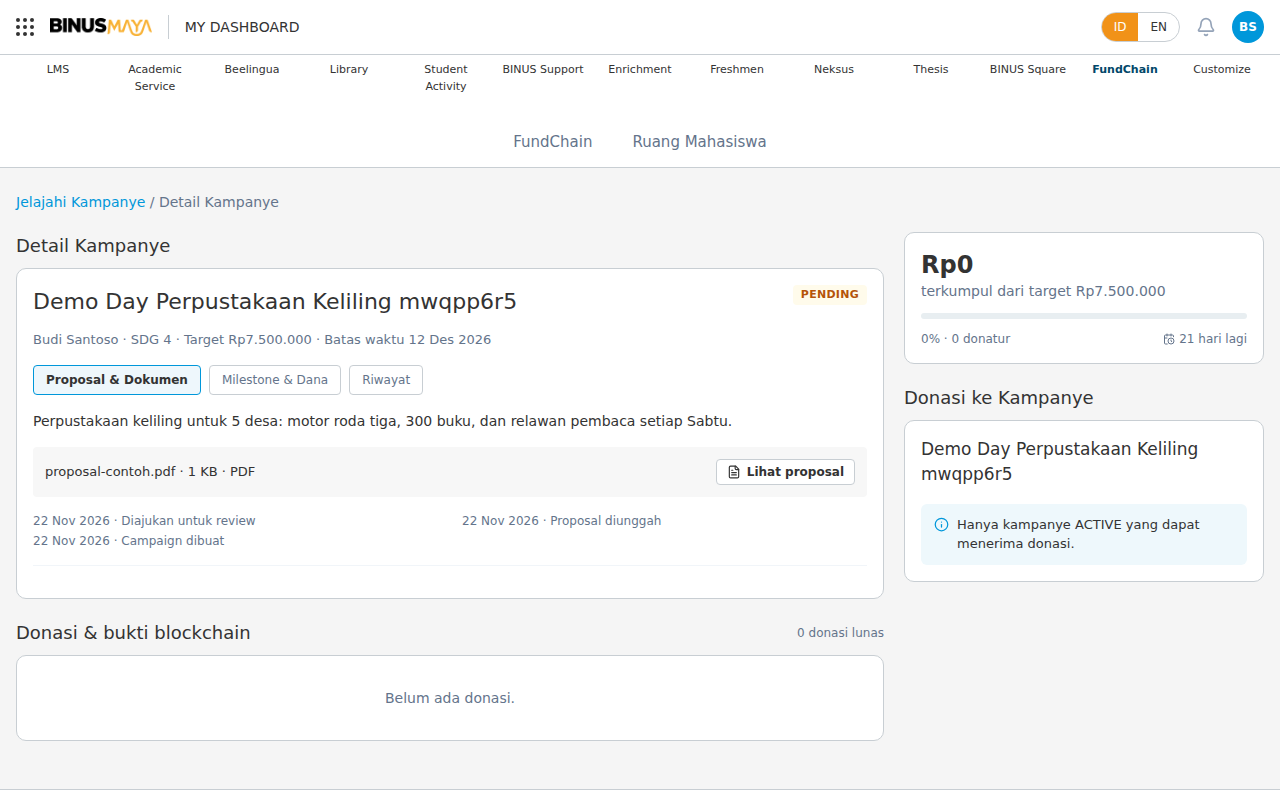 BINUSMAYA
MY DASHBOARD
ID
EN
BS
LMS
Academic
Service
Beelingua
Library
Student
Activity
BINUS Support
Enrichment
Freshmen
Neksus
Thesis
BINUS Square
FundChain
Customize
FundChain
Ruang Mahasiswa
Jelajahi Kampanye / Detail Kampanye
Detail Kampanye
Demo Day Perpustakaan Keliling mwqpp6r5
PENDING
Budi Santoso · SDG 4 · Target Rp7.500.000 · Batas waktu 12 Des 2026
Proposal & Dokumen
Milestone & Dana
Riwayat
Perpustakaan keliling untuk 5 desa: motor roda tiga, 300 buku, dan relawan pembaca setiap Sabtu.
proposal-contoh.pdf · 1 KB · PDF
Lihat proposal
22 Nov 2026 · Diajukan untuk review
22 Nov 2026 · Proposal diunggah
22 Nov 2026 · Campaign dibuat
Donasi & bukti blockchain
0 donasi lunas
Belum ada donasi.
Rp0
terkumpul dari target Rp7.500.000
0% · 0 donatur
21 hari lagi
Donasi ke Kampanye
Demo Day Perpustakaan Keliling
mwqpp6r5
Hanya kampanye ACTIVE yang dapat
menerima donasi.